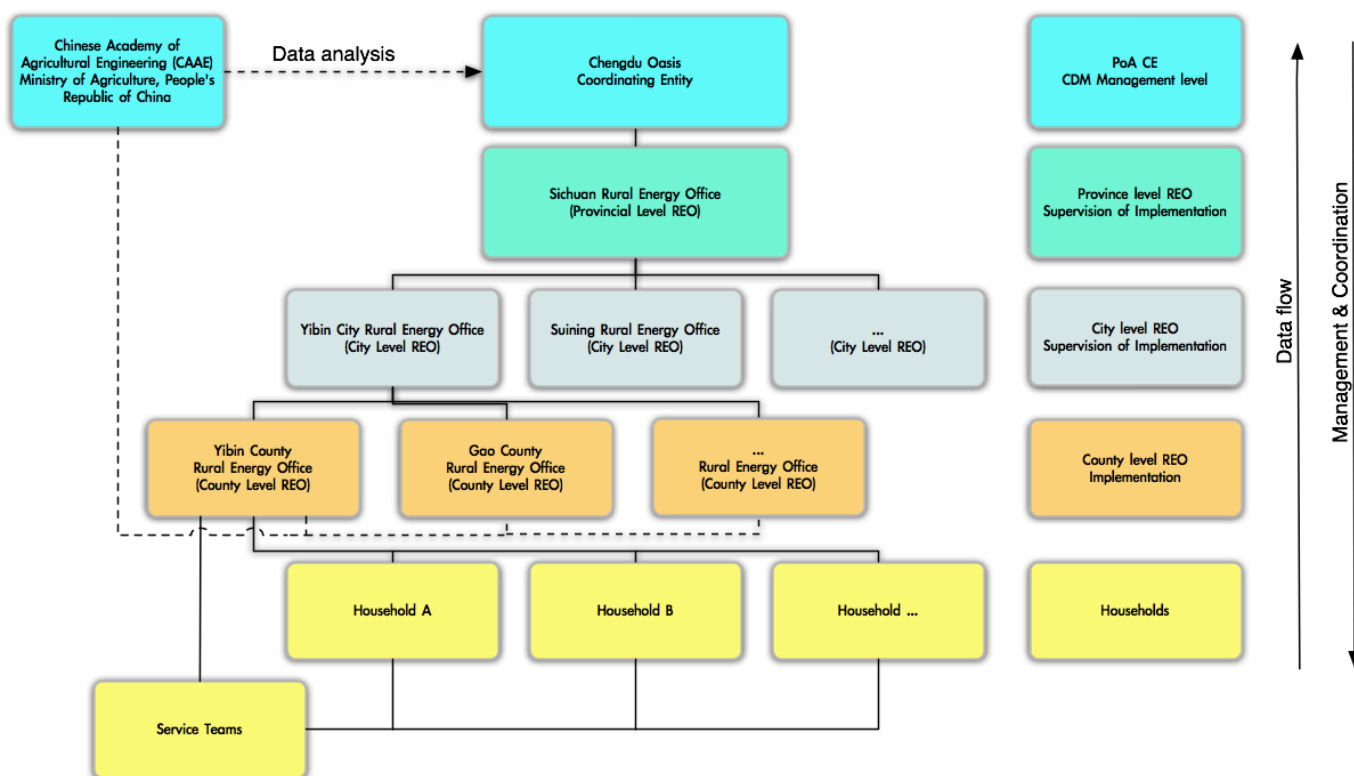 Chinese Academy of
Agricultural Engineering (CAAE)
Ministry of Agriculture, People's
Republic of China
Data analysis
Chengdu Oasis
Coordinating Entity
PoA CE
CDM Management level
Sichuan Rural Energy Office
(Provincial Level REO)
Province level REO
Supervision of Implementation
Yibin City Rural Energy Office
(City Level REO)
Suining Rural Energy Office
(City Level REO)
...
(City Level REO)
City level REO
Supervision of Implementation
Yibin County
Rural Energy Office
(County Level REO)
Gao County
Rural Energy Office
(County Level REO)
...
Rural Energy Office
(County Level REO)
County level REO
Implementation
Household A
Household B
Household ...
Households
Service Teams
Data flow
Management & Coordination